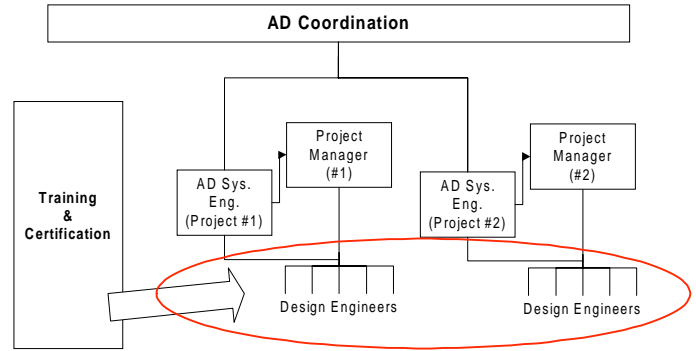 AD Coordination
Training
&
Certification
AD Sys.
Eng.
(Project #1)
Project
Manager
(#1)
AD Sys.
Eng.
(Project #2)
Project
Manager
(#2)
Design Engineers
Design Engineers